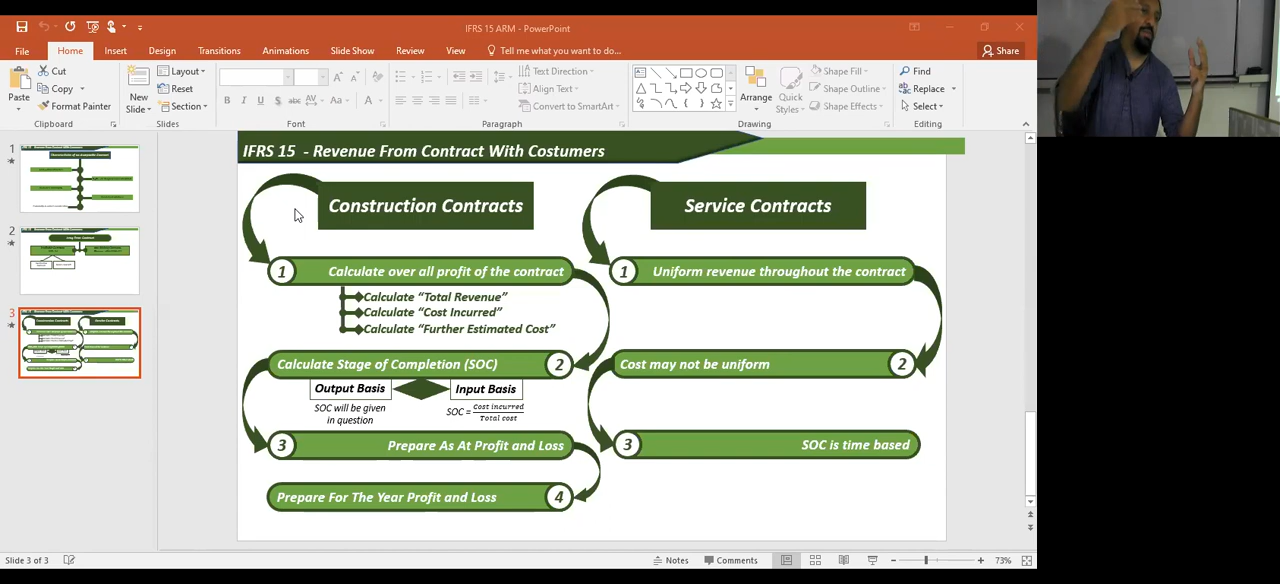 IFRS 15 ARM - PowerPoint
File Home Insert Design Transitions Animations Slide Show Review View Tell me what you want to do... Share
Paste
Cut
Copy
Format Painter
Clipboard
New Slide
Layout
Reset
Section
Slides
B I U S abc AV Aa A
Font
Text Direction
Align Text
Convert to SmartArt
Paragraph
Arrange
Quick Styles
Shape Fill
Shape Outline
Shape Effects
Drawing
Find
Replace
Select
Editing
1
2
3
IFRS 15 - Revenue From Contract With Costumers
Construction Contracts
1 Calculate over all profit of the contract
Calculate “Total Revenue”
Calculate “Cost Incurred”
Calculate “Further Estimated Cost”
Calculate Stage of Completion (SOC) 2
Output Basis Input Basis
SOC will be given
in question
SOC = Cost incurred / Total cost
3 Prepare As At Profit and Loss
Prepare For The Year Profit and Loss 4
Service Contracts
1 Uniform revenue throughout the contract
Cost may not be uniform 2
3 SOC is time based
Slide 3 of 3
Notes Comments 73%